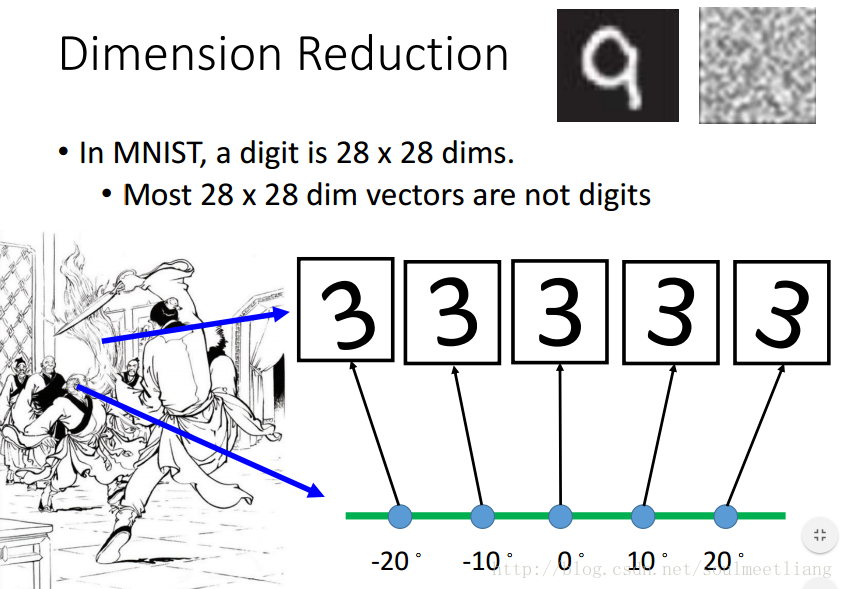 Dimension Reduction
9
• In MNIST, a digit is 28 x 28 dims.
• Most 28 x 28 dim vectors are not digits
3 3 3 3 3
-20 ° -10 ° 0 ° 10 ° 20 °
http://blog.csdn.net/soulmeetliang